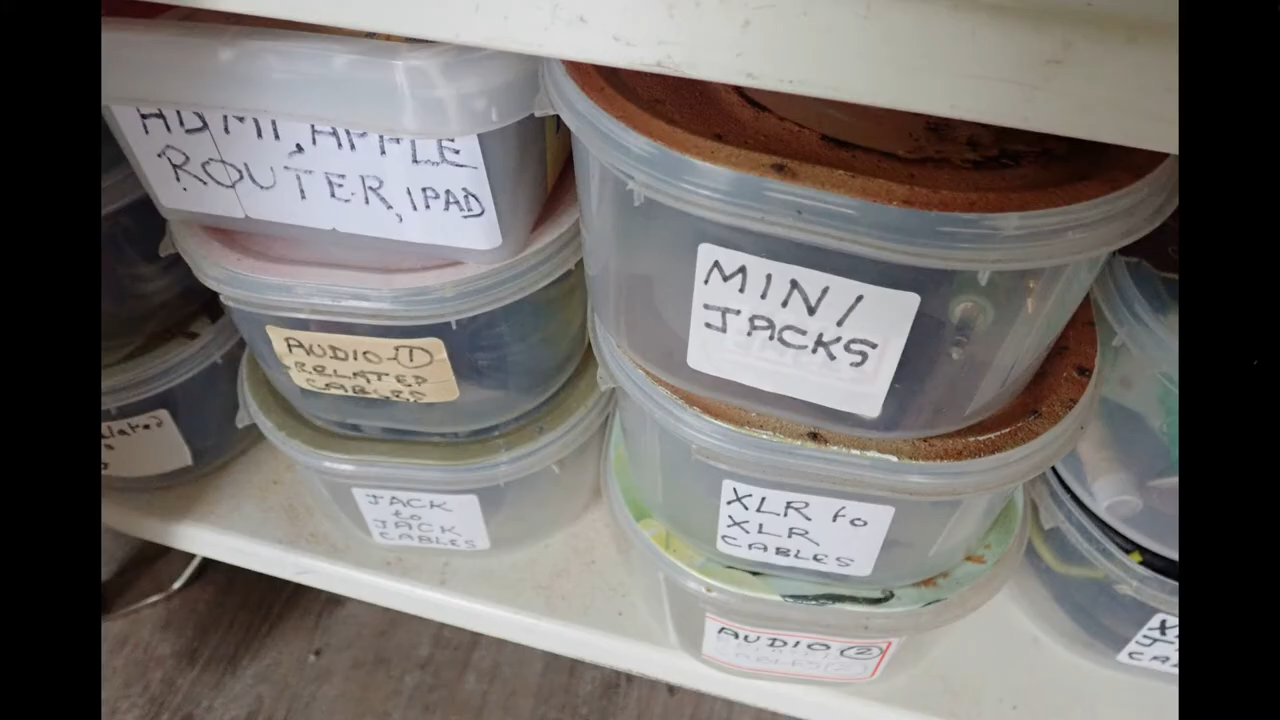 HDMI, APPLE
ROUTER, IPAD
AUDIO-①
RELATED
CABLES
JACK
to
JACK
CABLES
MINI
JACKS
XLR to
XLR
CABLES
AUDIO ②
CABLES